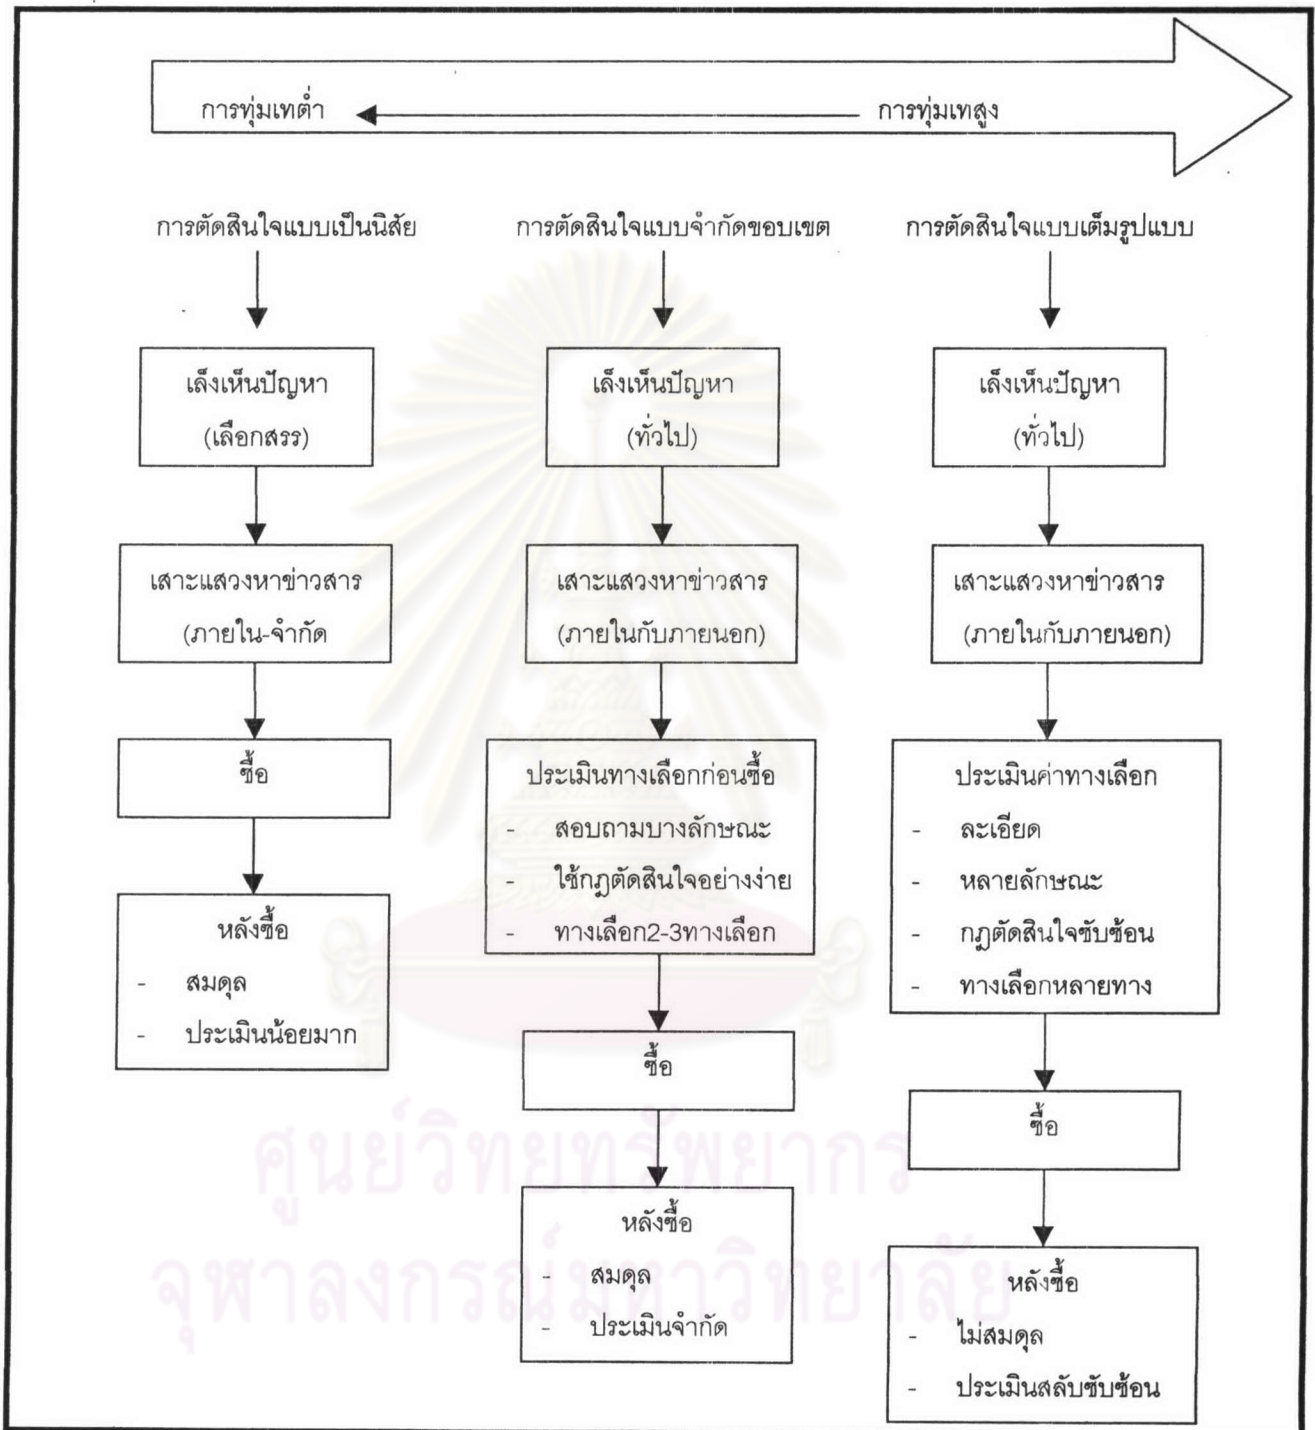 การทุ่มเทต่ำ
การทุ่มเทสูง
การตัดสินใจแบบเป็นนิสัย
เล็งเห็นปัญหา
(เลือกสรร)
เสาะแสวงหาข่าวสาร
(ภายใน-จำกัด
ซื้อ
หลังซื้อ
- สมดุล
- ประเมินน้อยมาก
การตัดสินใจแบบจำกัดขอบเขต
เล็งเห็นปัญหา
(ทั่วไป)
เสาะแสวงหาข่าวสาร
(ภายในกับภายนอก)
ประเมินทางเลือกก่อนซื้อ
- สอบถามบางลักษณะ
- ใช้กฎตัดสินใจอย่างง่าย
- ทางเลือก2-3ทางเลือก
ซื้อ
หลังซื้อ
- สมดุล
- ประเมินจำกัด
การตัดสินใจแบบเต็มรูปแบบ
เล็งเห็นปัญหา
(ทั่วไป)
เสาะแสวงหาข่าวสาร
(ภายในกับภายนอก)
ประเมินค่าทางเลือก
- ละเอียด
- หลายลักษณะ
- กฎตัดสินใจซับซ้อน
- ทางเลือกหลายทาง
ซื้อ
หลังซื้อ
- ไม่สมดุล
- ประเมินสลับซับซ้อน
ศูนย์วิทยทรัพยากร
จุฬาลงกรณ์มหาวิทยาลัย